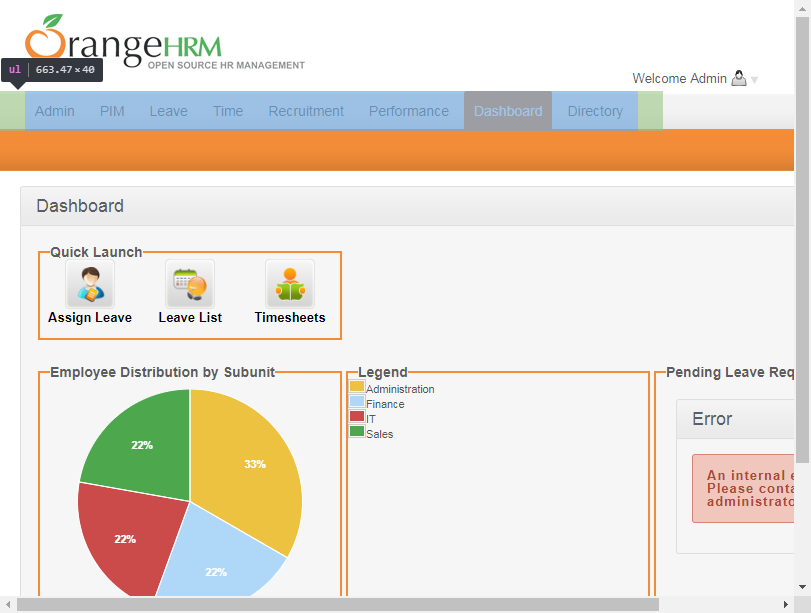 OrangeHRM
OPEN SOURCE HR MANAGEMENT
ul 663.47×40
Welcome Admin
Admin PIM Leave Time Recruitment Performance Dashboard Directory
Dashboard
Quick Launch
Assign Leave Leave List Timesheets
Employee Distribution by Subunit
Legend
Pending Leave Req
Administration
Finance
IT
Sales
22%
33%
22%
22%
Error
An internal e
Please conta
administrato